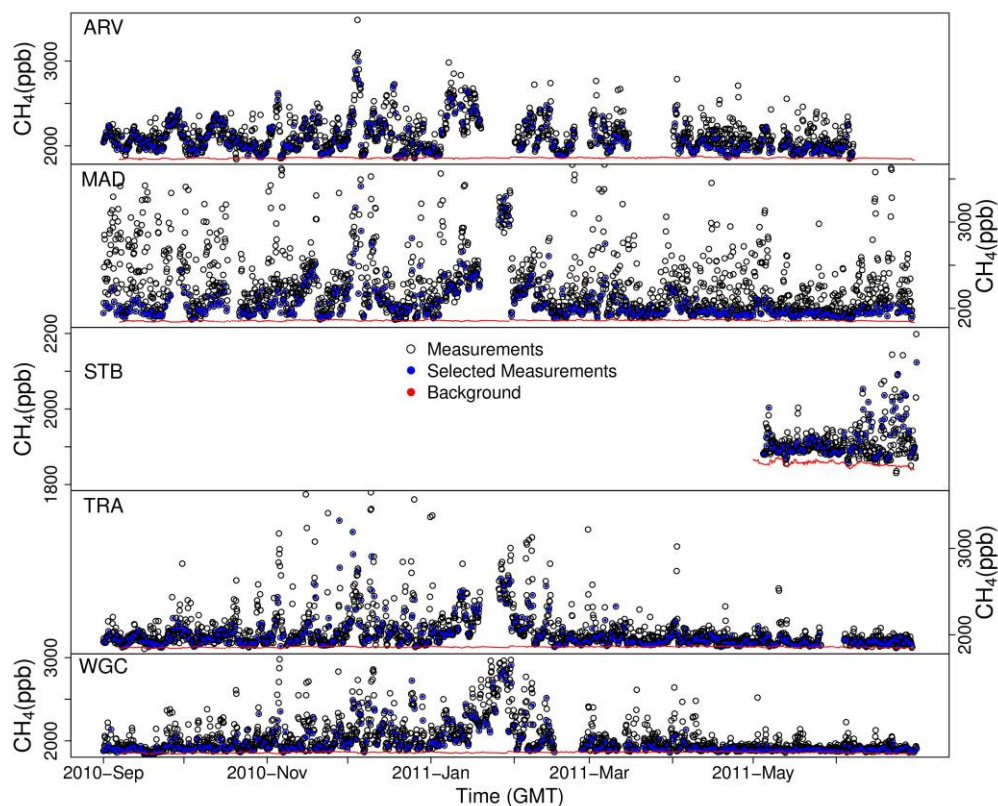 ARV
CH4(ppb)
3000
2000
MAD
3000
2000
CH4(ppb)
STB
CH4(ppb)
2200
2000
1800
Measurements
Selected Measurements
Background
TRA
3000
2000
CH4(ppb)
WGC
CH4(ppb)
3000
2000
2010−Sep 2010−Nov 2011−Jan 2011−Mar 2011−May
Time (GMT)